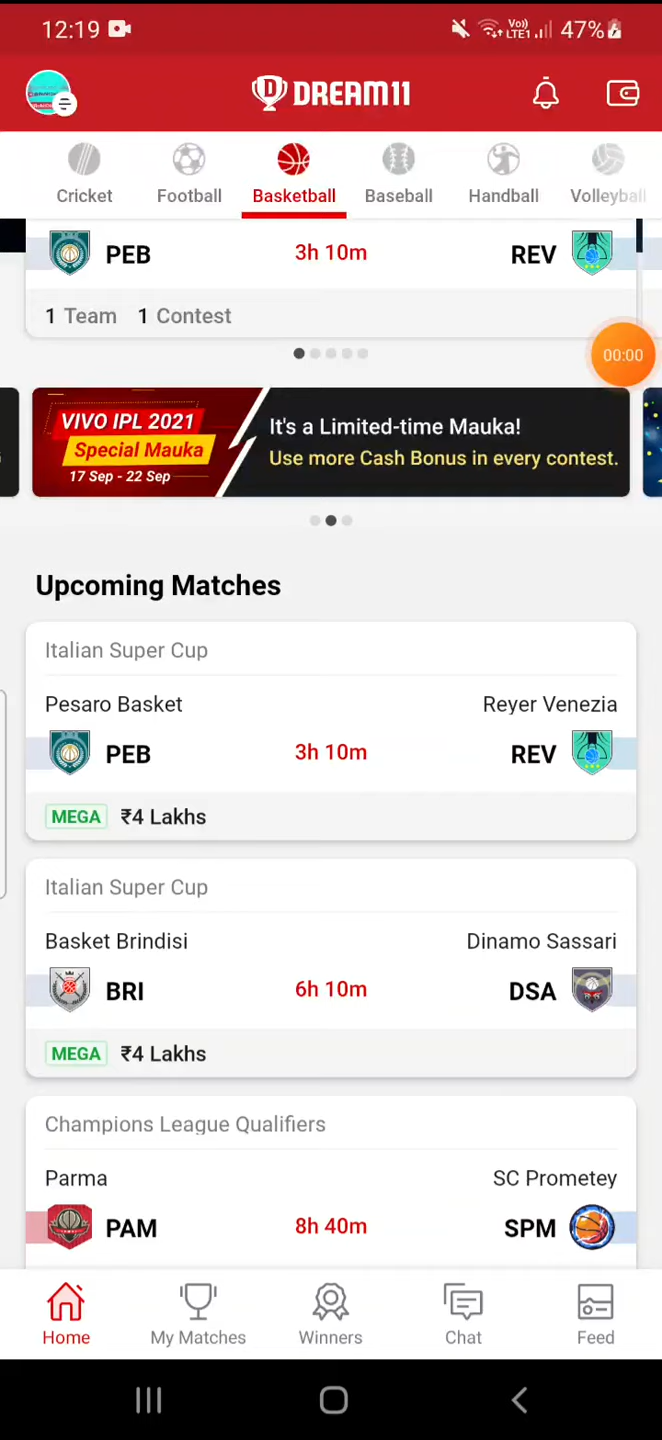 12:19
Vo))
LTE1
47%
DREAM11
Cricket
Football
Basketball
Baseball
Handball
Volleyball
PEB
3h 10m
REV
1 Team 1 Contest
00:00
VIVO IPL 2021
Special Mauka
17 Sep - 22 Sep
It's a Limited-time Mauka!
Use more Cash Bonus in every contest.
Upcoming Matches
Italian Super Cup
Pesaro Basket
Reyer Venezia
PEB
3h 10m
REV
MEGA ₹4 Lakhs
Italian Super Cup
Basket Brindisi
Dinamo Sassari
BRI
6h 10m
DSA
MEGA ₹4 Lakhs
Champions League Qualifiers
Parma
SC Prometey
PAM
8h 40m
SPM
Home
My Matches
Winners
Chat
Feed